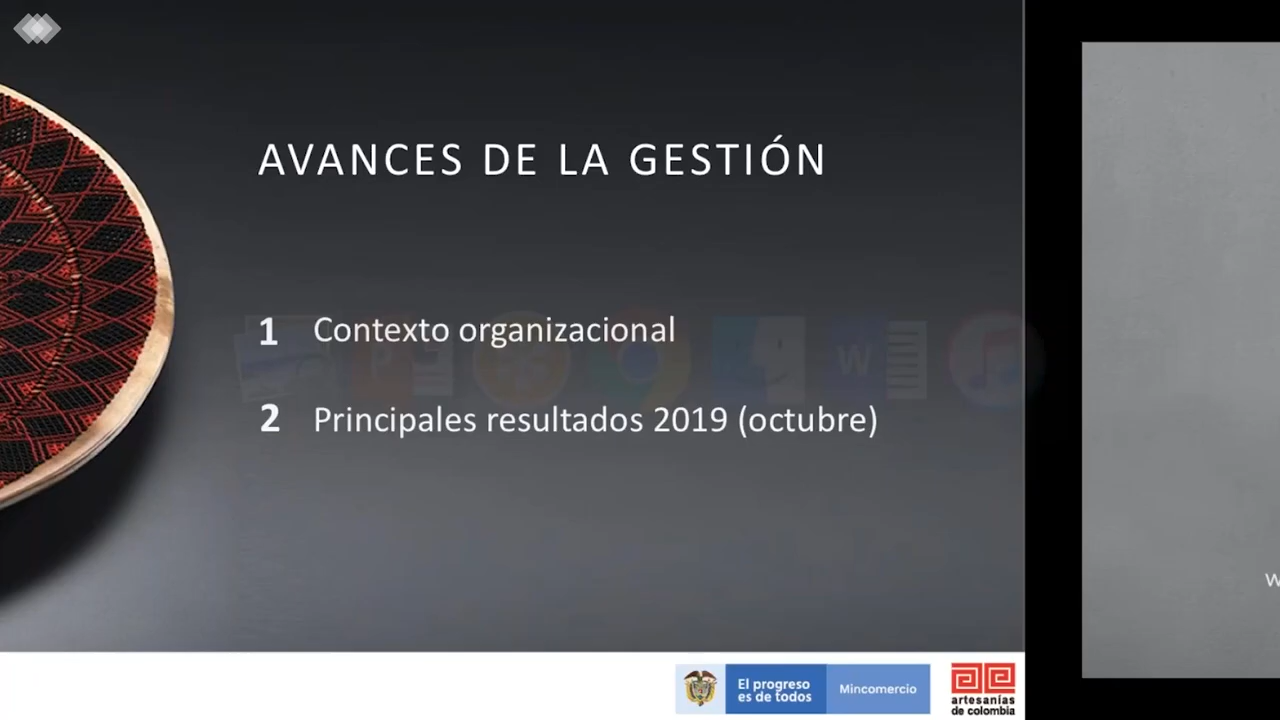 AVANCES DE LA GESTIÓN
1 Contexto organizacional
2 Principales resultados 2019 (octubre)
El progreso
es de todos
Mincomercio
artesanías
de colombia
W